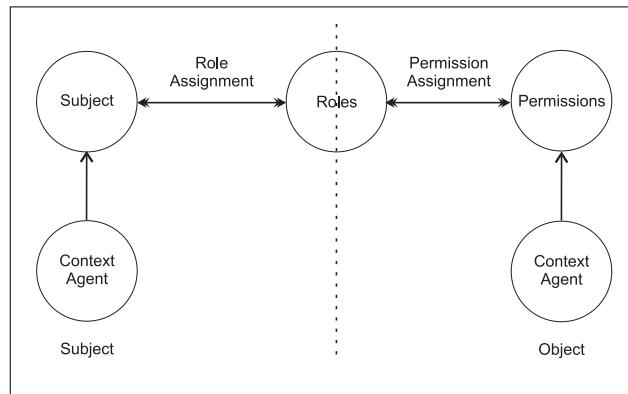 Role
Assignment
Permission
Assignment
Subject
Roles
Permissions
Context
Agent
Context
Agent
Subject
Object